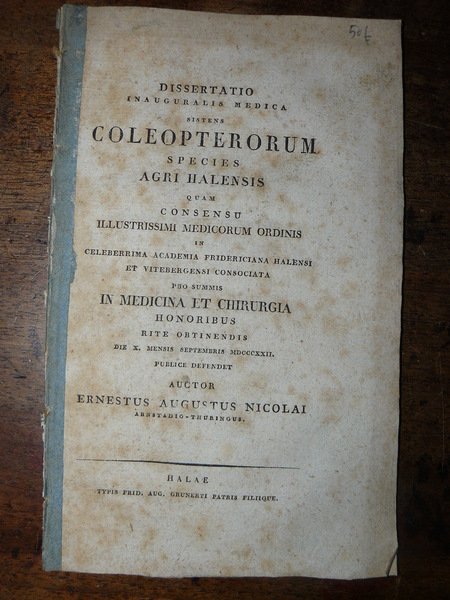 50£
DISSERTATIO
INAUGURALIS MEDICA
SISTENS
COLEOPTERORUM
SPECIES
AGRI HALENSIS
QUAM
CONSENSU
ILLUSTRISSIMI MEDICORUM ORDINIS
IN
CELEBERRIMA ACADEMIA FRIDERICIANA HALENSI
ET VITEBERGENSI CONSOCIATA
PRO SUMMIS
IN MEDICINA ET CHIRURGIA
HONORIBUS
RITE OBTINENDIS
DIE X. MENSIS SEPTEMBRIS MDCCCXXII.
PUBLICE DEFENDET
AUCTOR
ERNESTUS AUGUSTUS NICOLAI
ARNSTADIO-THURINGUS.
HALAE
TYPIS FRID. AUG. GRUNERTI PATRIS FILIIQUE.